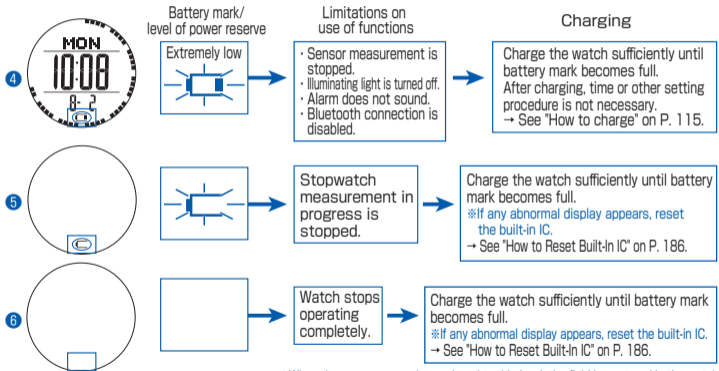 Battery mark/
level of power reserve
Limitations on
use of functions
Charging
4
MON
10:08
8- 2
Extremely low
· Sensor measurement is
stopped.
· Illuminating light is turned off.
· Alarm does not sound.
· Bluetooth connection is
disabled.
Charge the watch sufficiently until
battery mark becomes full.
After charging, time or other setting
procedure is not necessary.
→ See "How to charge" on P. 115.
5
Stopwatch
measurement in
progress is
stopped.
Charge the watch sufficiently until battery
mark becomes full.
※If any abnormal display appears, reset
the built-in IC.
→ See "How to Reset Built-In IC" on P. 186.
6
Watch stops
operating
completely.
Charge the watch sufficiently until battery mark
becomes full.
※If any abnormal display appears, reset the built-in IC.
→ See "How to Reset Built-In IC" on P. 186.